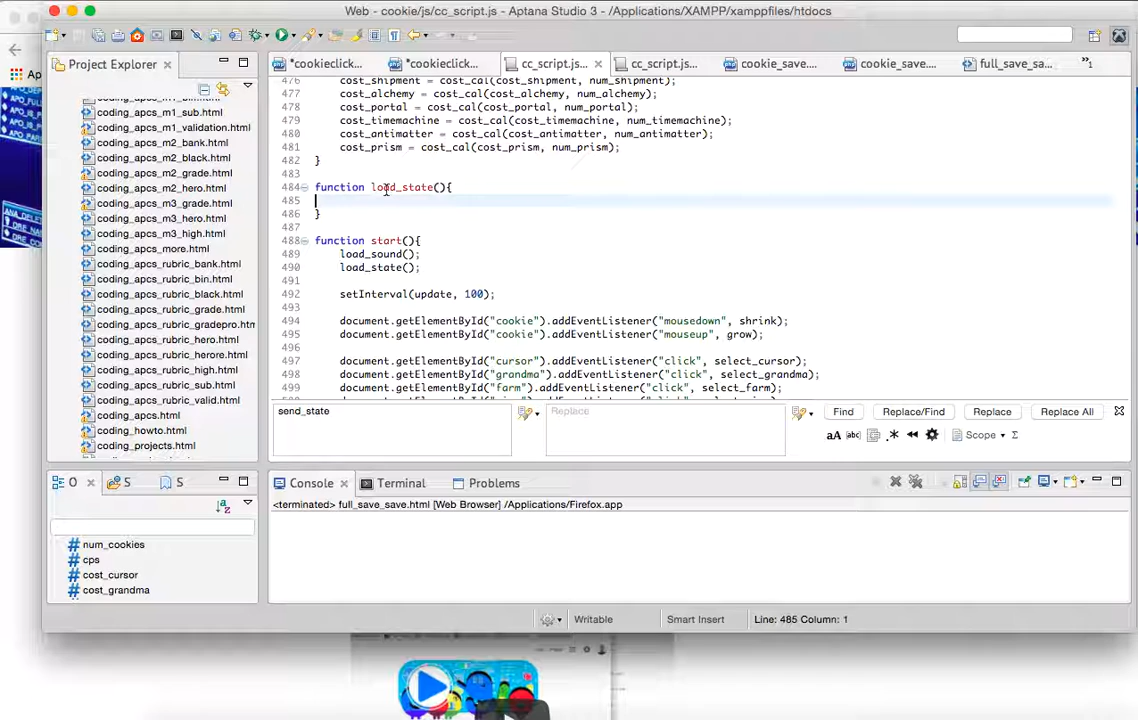 Web - cookie/js/cc_script.js - Aptana Studio 3 - /Applications/XAMPP/xamppfiles/htdocs
Project Explorer
*cookieclick...
*cookieclick....
cc_script.js...
cc_script.js....
cookie_save....
cookie_save....
full_save_sa...
coding_apcs_m1_sub.html
coding_apcs_m1_validation.html
coding_apcs_m2_bank.html
coding_apcs_m2_black.html
coding_apcs_m2_grade.html
coding_apcs_m2_hero.html
coding_apcs_m3_grade.html
coding_apcs_m3_hero.html
coding_apcs_m3_high.html
coding_apcs_more.html
coding_apcs_rubric_bank.html
coding_apcs_rubric_bin.html
coding_apcs_rubric_black.html
coding_apcs_rubric_grade.html
coding_apcs_rubric_gradepro.htm
coding_apcs_rubric_hero.html
coding_apcs_rubric_herore.html
coding_apcs_rubric_high.html
coding_apcs_rubric_sub.html
coding_apcs_rubric_valid.html
coding_apcs.html
coding_howto.html
coding_projects.html
476 cost_shipment = cost_cal(cost_shipment, num_shipment);
477 cost_alchemy = cost_cal(cost_alchemy, num_alchemy);
478 cost_portal = cost_cal(cost_portal, num_portal);
479 cost_timemachine = cost_cal(cost_timemachine, num_timemachine);
480 cost_antimatter = cost_cal(cost_antimatter, num_antimatter);
481 cost_prism = cost_cal(cost_prism, num_prism);
482 }
483
484 function load_state(){
485
486 }
487
488 function start(){
489 load_sound();
490 load_state();
491
492 setInterval(update, 100);
493
494 document.getElementById("cookie").addEventListener("mousedown", shrink);
495 document.getElementById("cookie").addEventListener("mouseup", grow);
496
497 document.getElementById("cursor").addEventListener("click", select_cursor);
498 document.getElementById("grandma").addEventListener("click", select_grandma);
499 document.getElementById("farm").addEventListener("click", select_farm);
send_state
Replace
Find
Replace/Find
Replace
Replace All
Scope
O
S
S
num_cookies
cps
cost_cursor
cost_grandma
Console
Terminal
Problems
<terminated> full_save_save.html [Web Browser] /Applications/Firefox.app
Writable
Smart Insert
Line: 485 Column: 1